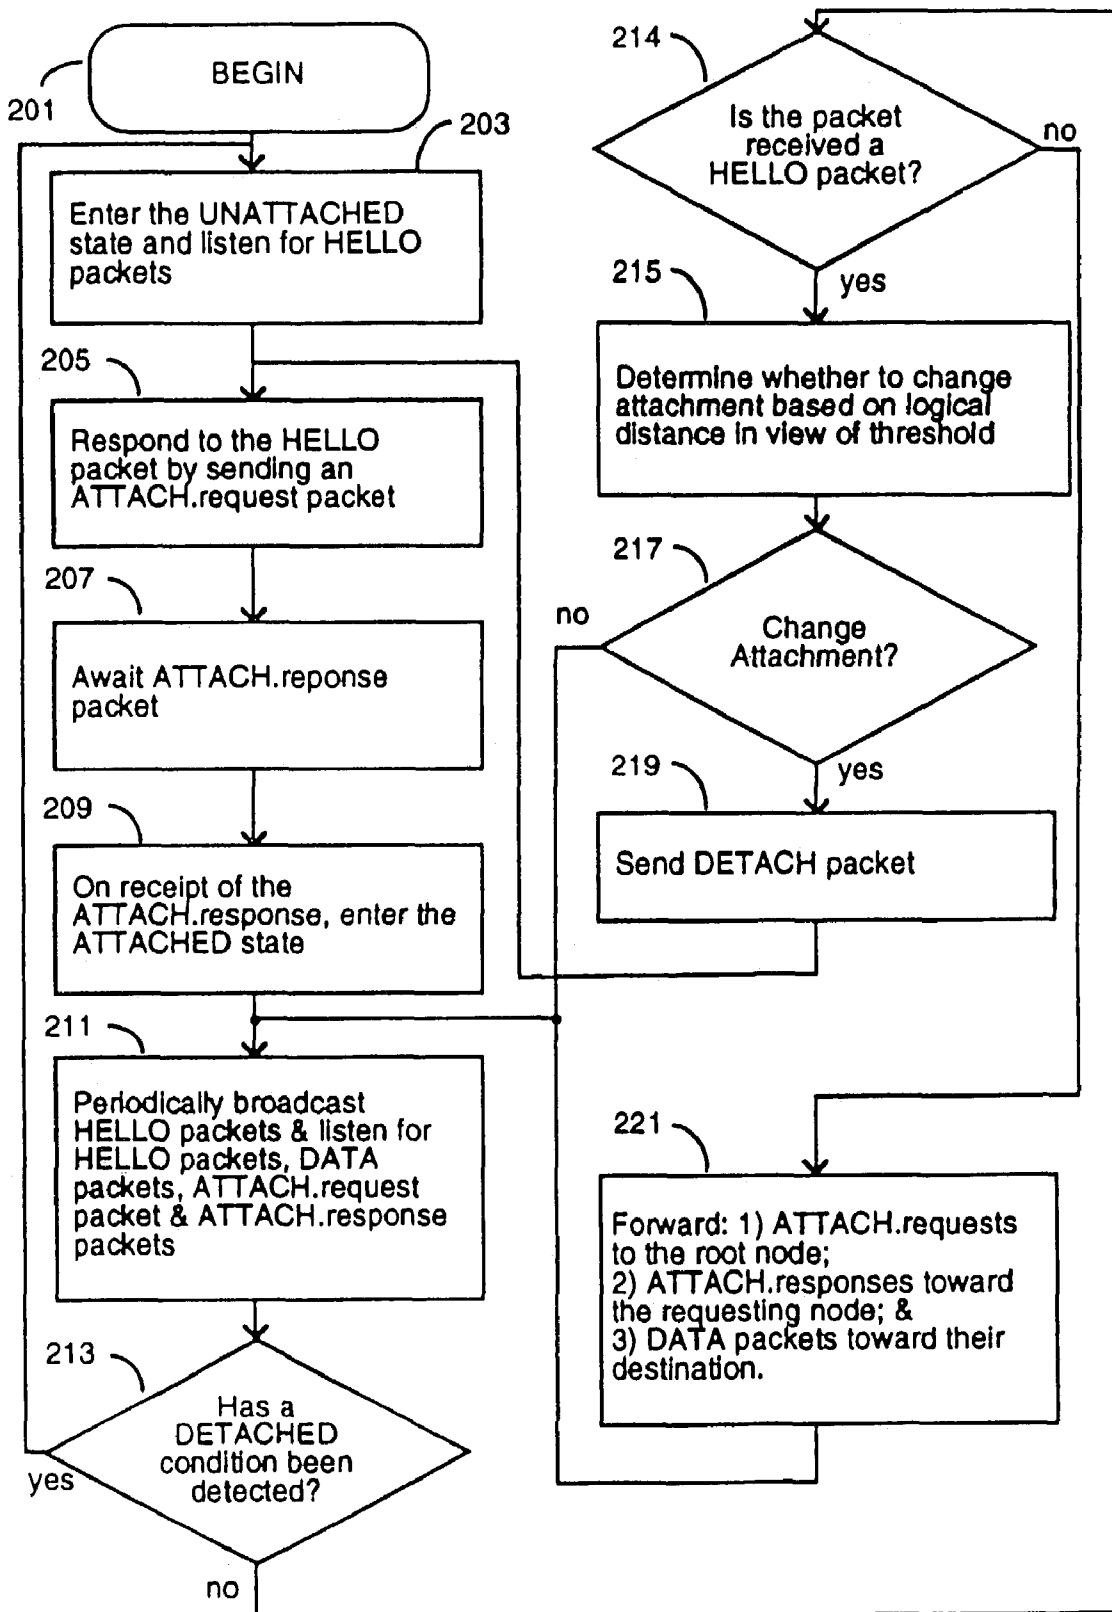 201
BEGIN
203
Enter the UNATTACHED
state and listen for HELLO
packets
205
Respond to the HELLO
packet by sending an
ATTACH.request packet
207
Await ATTACH.reponse
packet
209
On receipt of the
ATTACH.response, enter the
ATTACHED state
211
Periodically broadcast
HELLO packets & listen for
HELLO packets, DATA
packets, ATTACH.request
packet & ATTACH.response
packets
213
Has a
DETACHED
condition been
detected?
yes
no
214
Is the packet
received a
HELLO packet?
no
yes
215
Determine whether to change
attachment based on logical
distance in view of threshold
217
Change
Attachment?
no
yes
219
Send DETACH packet
221
Forward: 1) ATTACH.requests
to the root node;
2) ATTACH.responses toward
the requesting node; &
3) DATA packets toward their
destination.